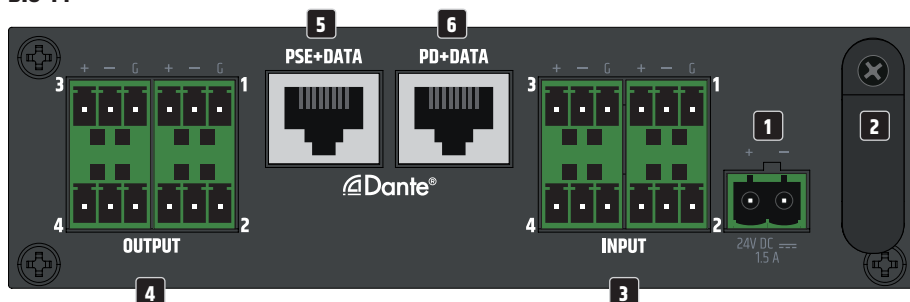 5 6
PSE+DATA PD+DATA
+ − G + − G
3 1
4 2
OUTPUT
Dante®
+ − G + − G
3 1
4 2
INPUT
1
+ −
24V DC
1.5 A
2
4 3